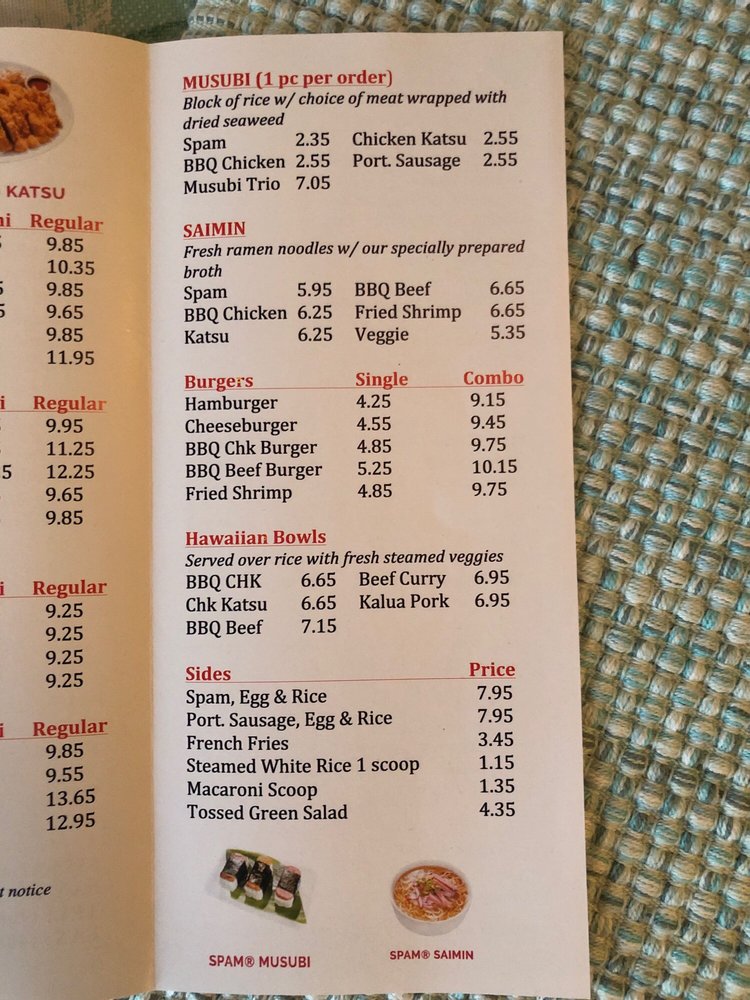 KATSU
Regular
9.85
10.35
9.85
9.65
9.85
11.95
Regular
9.95
11.25
12.25
9.65
9.85
Regular
9.25
9.25
9.25
9.25
Regular
9.85
9.55
13.65
12.95
notice
MUSUBI (1 pc per order)
Block of rice w/ choice of meat wrapped with
dried seaweed
Spam 2.35 Chicken Katsu 2.55
BBQ Chicken 2.55 Port. Sausage 2.55
Musubi Trio 7.05
SAIMIN
Fresh ramen noodles w/ our specially prepared
broth
Spam 5.95 BBQ Beef 6.65
BBQ Chicken 6.25 Fried Shrimp 6.65
Katsu 6.25 Veggie 5.35
Burgers Single Combo
Hamburger 4.25 9.15
Cheeseburger 4.55 9.45
BBQ Chk Burger 4.85 9.75
BBQ Beef Burger 5.25 10.15
Fried Shrimp 4.85 9.75
Hawaiian Bowls
Served over rice with fresh steamed veggies
BBQ CHK 6.65 Beef Curry 6.95
Chk Katsu 6.65 Kalua Pork 6.95
BBQ Beef 7.15
Sides Price
Spam, Egg & Rice 7.95
Port. Sausage, Egg & Rice 7.95
French Fries 3.45
Steamed White Rice 1 scoop 1.15
Macaroni Scoop 1.35
Tossed Green Salad 4.35
SPAM® MUSUBI SPAM® SAIMIN